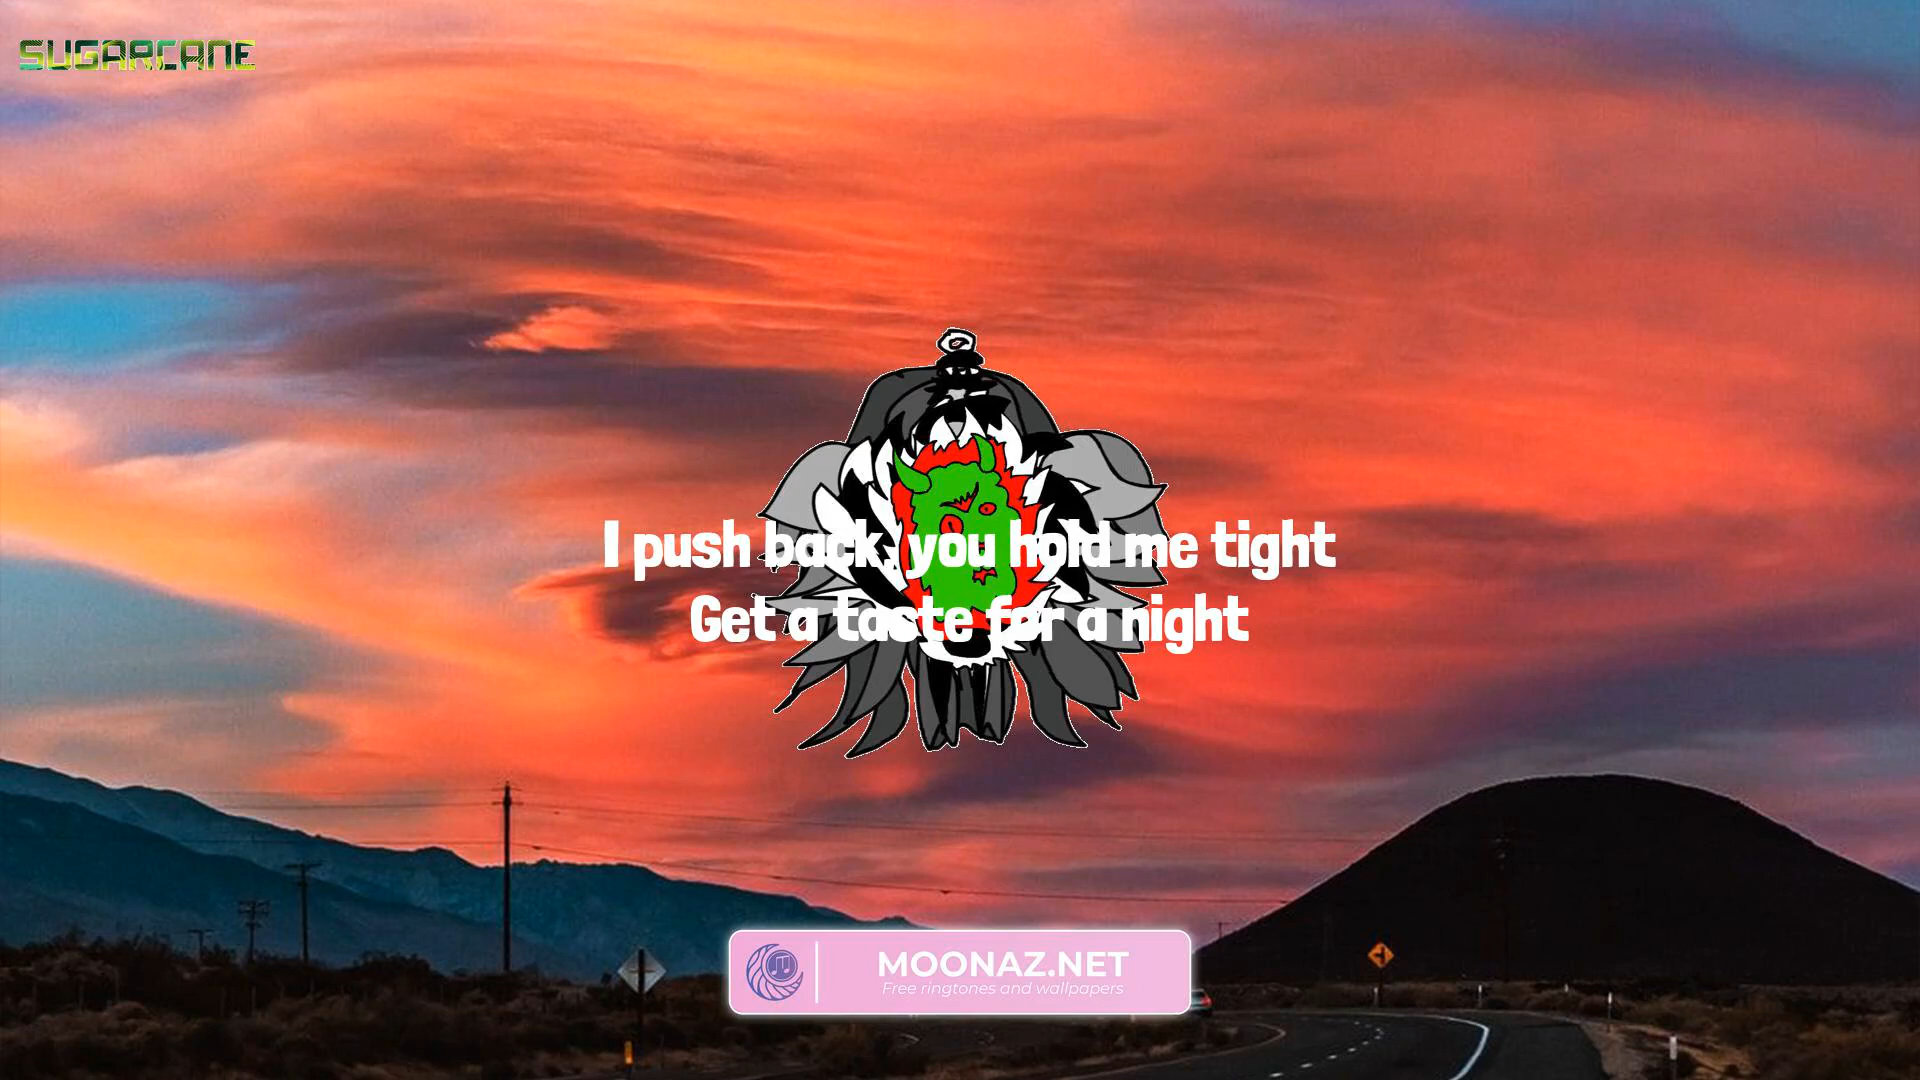 SUGARCANE
I push back, you hold me tight
Get a taste for a night
MOONAZ.NET
Free ringtones and wallpapers